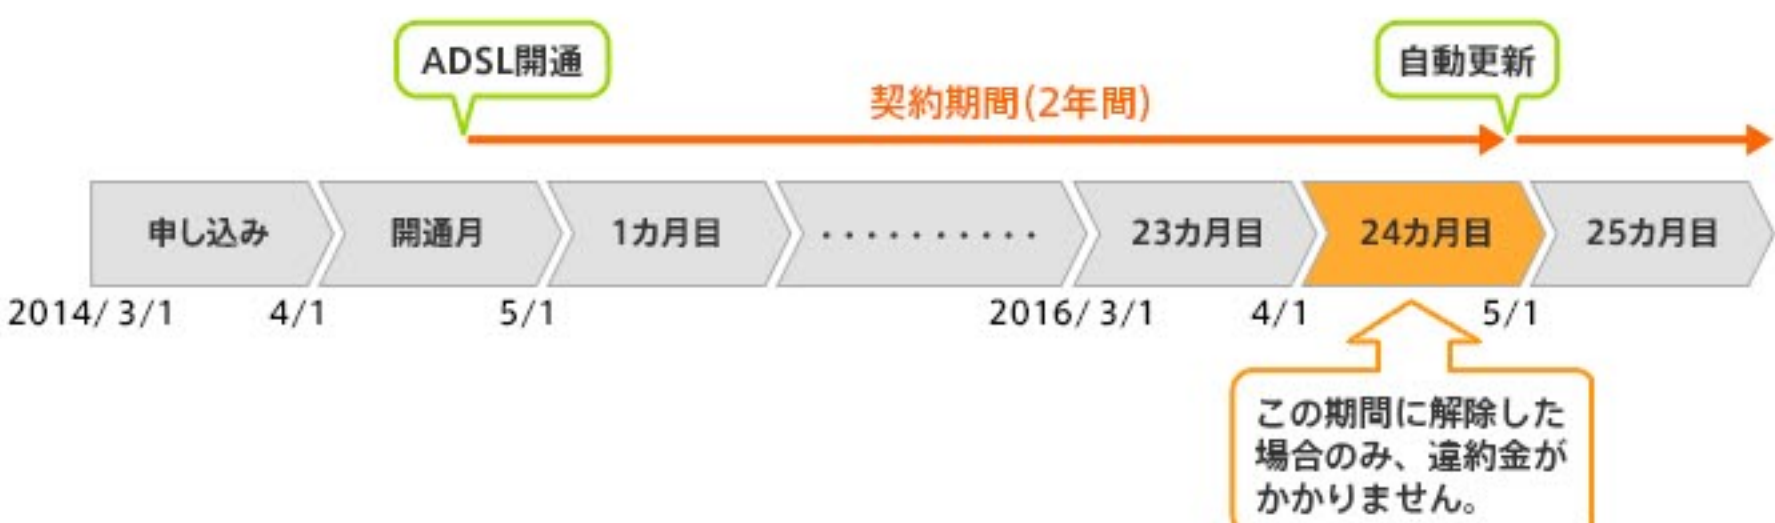 ADSL開通
自動更新
契約期間(2年間)
申し込み
開通月
1カ月目
・・・・・・・・・・
23カ月目
24カ月目
25カ月目
2014/ 3/1
4/1
5/1
2016/ 3/1
4/1
5/1
この期間に解除した
場合のみ、違約金が
かかりません。